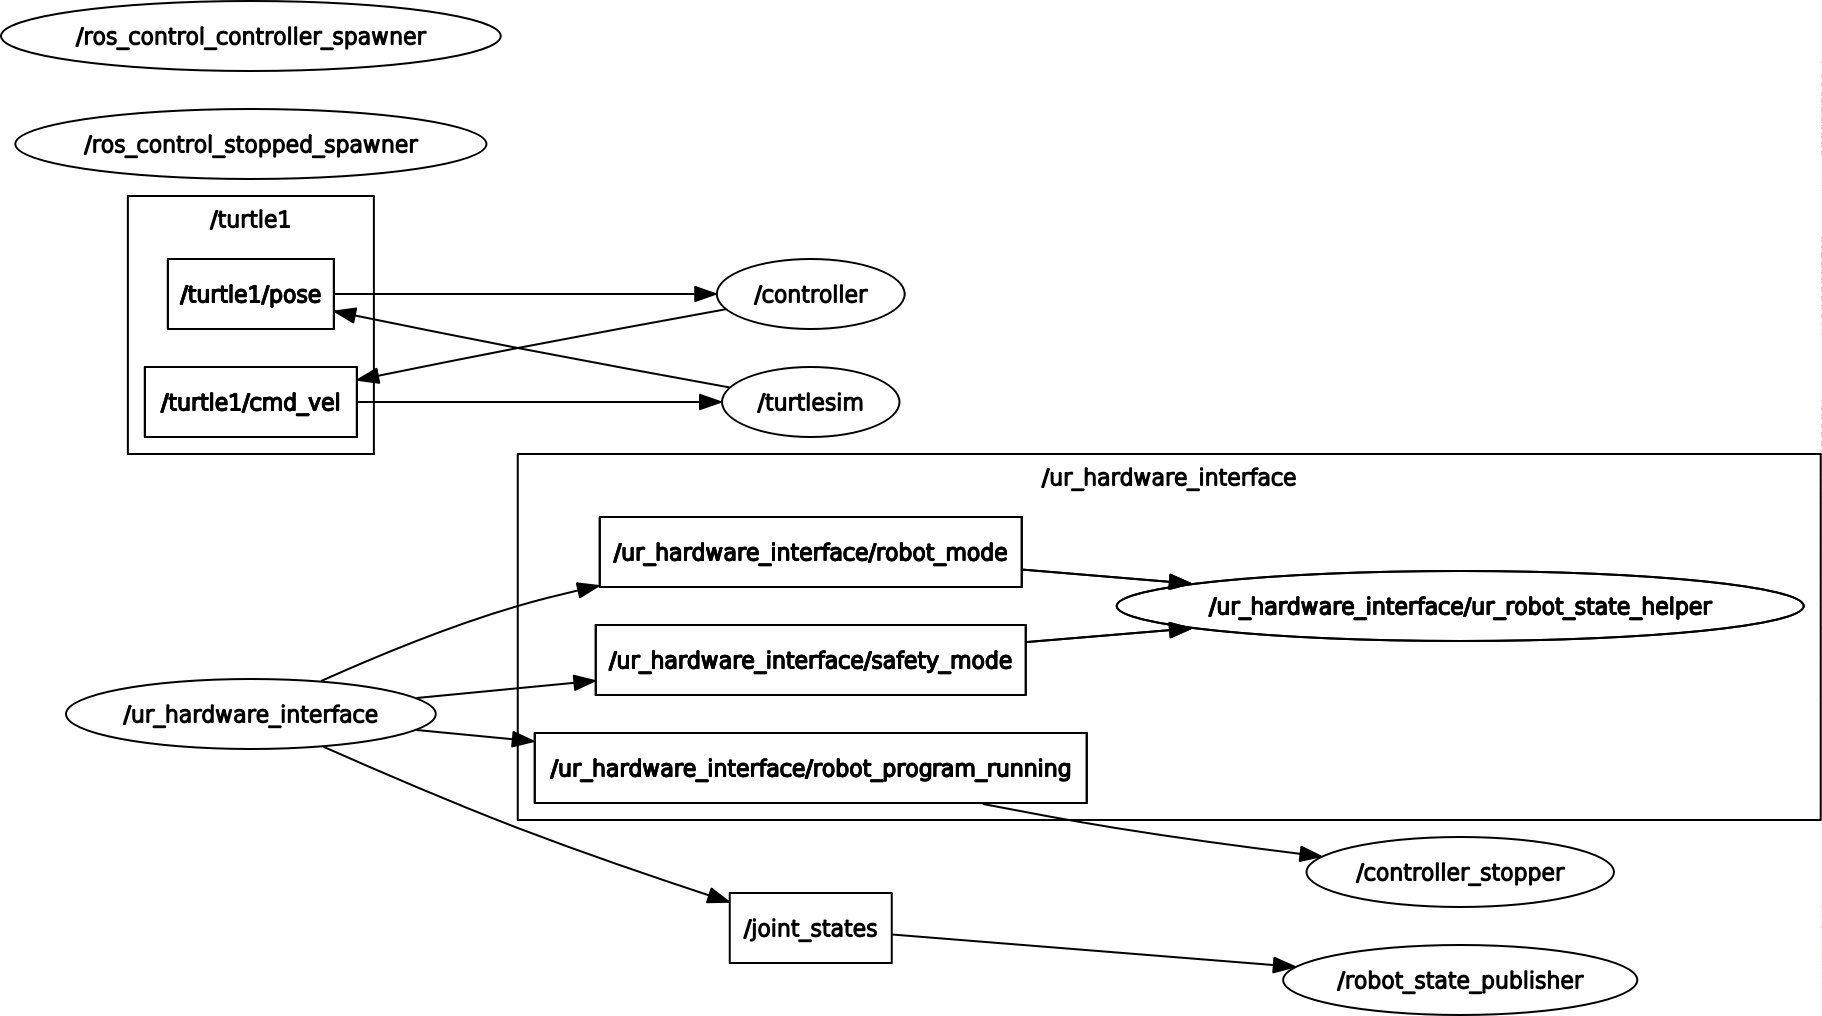 /ros_control_controller_spawner
/ros_control_stopped_spawner
/turtle1
/turtle1/pose
/controller
/turtle1/cmd_vel
/turtlesim
/ur_hardware_interface
/ur_hardware_interface/robot_mode
/ur_hardware_interface/ur_robot_state_helper
/ur_hardware_interface/safety_mode
/ur_hardware_interface
/ur_hardware_interface/robot_program_running
/controller_stopper
/joint_states
/robot_state_publisher